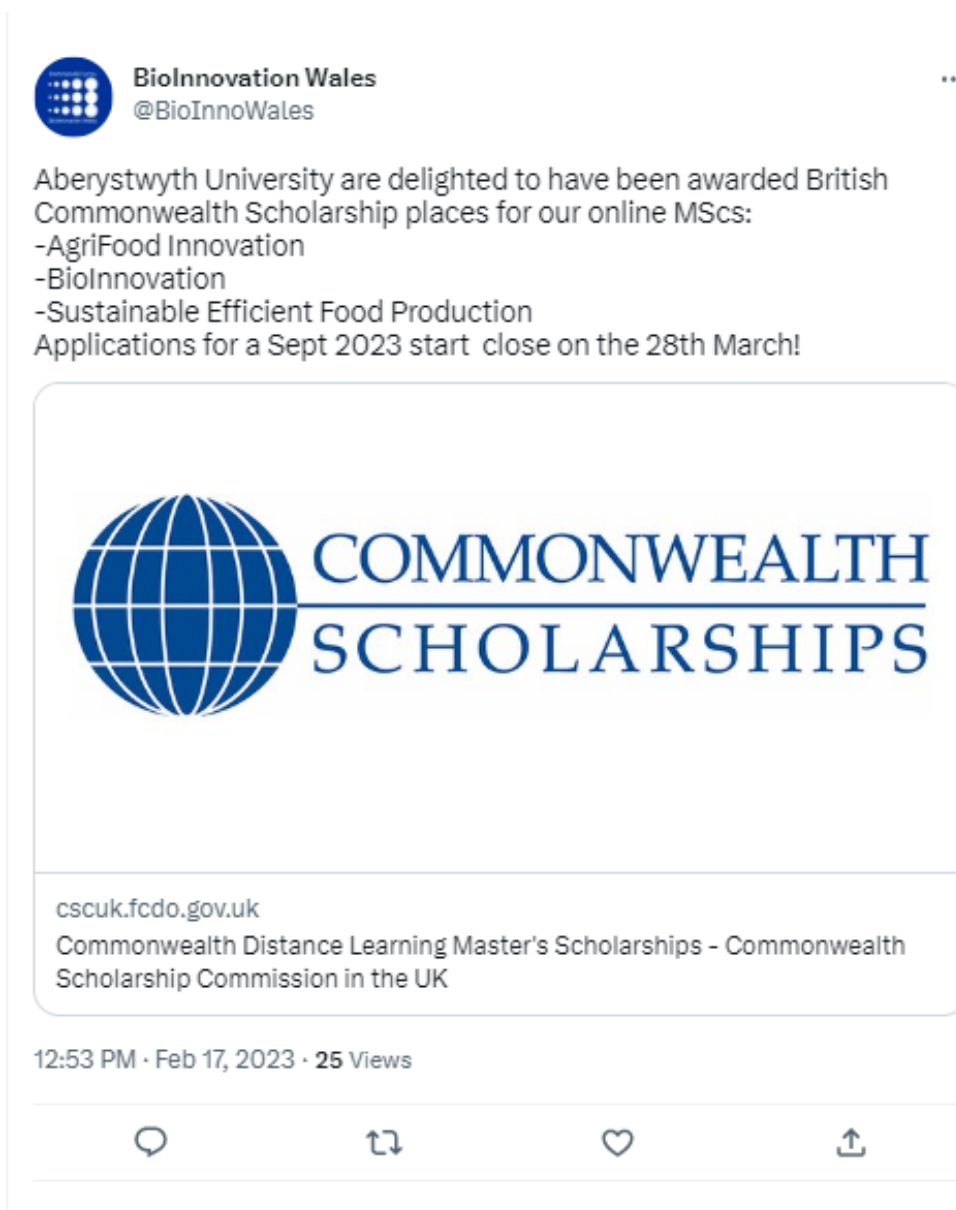 BioInnovation Wales
@BioInnoWales
Aberystwyth University are delighted to have been awarded British
Commonwealth Scholarship places for our online MScs:
-AgriFood Innovation
-BioInnovation
-Sustainable Efficient Food Production
Applications for a Sept 2023 start  close on the 28th March!
COMMONWEALTH
SCHOLARSHIPS
cscuk.fcdo.gov.uk
Commonwealth Distance Learning Master's Scholarships - Commonwealth
Scholarship Commission in the UK
12:53 PM · Feb 17, 2023 · 25 Views